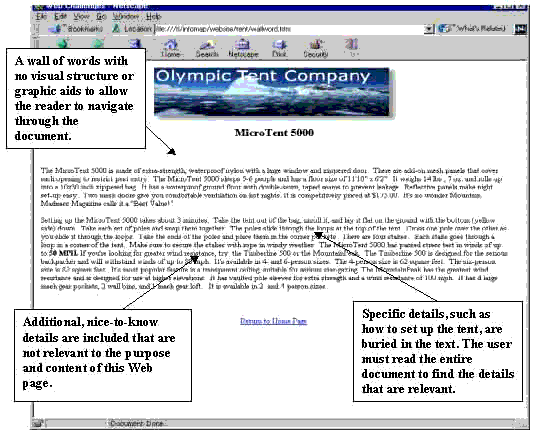 Web Challenges - Netscape
File Edit View Go Window Help
Bookmarks Location file:///
What's Related
Home Search Netscape Print Security
A wall of words with
no visual structure or
graphic aids to allow
the reader to navigate
through the
document.
Olympic Tent Company
MicroTent 5000
The MicroTent 5000 is made of extra-strength, waterproof nylon with a large window and zippered door. There are add-on mesh panels that cover
each opening to restrict pest entry. The MicroTent 5000 sleeps 5-6 people and has a floor size of 11'10" x 6'2" It weighs 14 lbs, 7 oz. and rolls up
into a 10x30 inch zippered bag. It has a waterproof ground floor with double-sewn, taped seams to prevent leakage. Reflective panels make night
set-up easy. Two mesh doors give you comfortable ventilation on hot nights. It is competitively priced at $175.00. It's no wonder Mountain
Madness Magazine calls it a "Best Value!".
Setting up the MicroTent 5000 takes about 3 minutes. Take the tent out of the bag, unroll it, and lay it flat on the ground with the bottom (yellow
side) down. Take each set of poles and snap them together. The poles slide through the loops at the top of the tent. Cross one pole over the other as
you slide it through the loops. Take the ends of the poles and place them in the corner pockets. There are four stakes. Each stake goes through a
loop in a corner of the tent. Make sure to secure the stakes with rope in windy weather. The MicroTent 5000 has passed stress test in winds of up
to 50 MPH. If you're looking for greater wind resistance, try the Timberline 500 or the MountainPeak. The Timberline 500 is designed for the serious
backpacker and will withstand winds of up to mph. It's available in 4- and 6-person sizes. The 4-person size is 62 square feet. The six-person
size is 82 square feet. It's most popular feature is a transparent ceiling, suitable for serious star-gazing. The MountainPeak has the greatest wind
resistance and is designed for use at higher elevations. It has vaulted pole sleeves for extra strength and a wind resistance of 100 mph. It has 4 large
mesh gear pockets, 2 wall bins, and 1 mesh gear loft. It is available in 2- and 4-person sizes.
Additional, nice-to-know
details are included that are
not relevant to the purpose
and content of this Web
page.
Return to Home Page
Specific details, such as
how to set up the tent, are
buried in the text. The user
must read the entire
document to find the details
that are relevant.
Document: Done